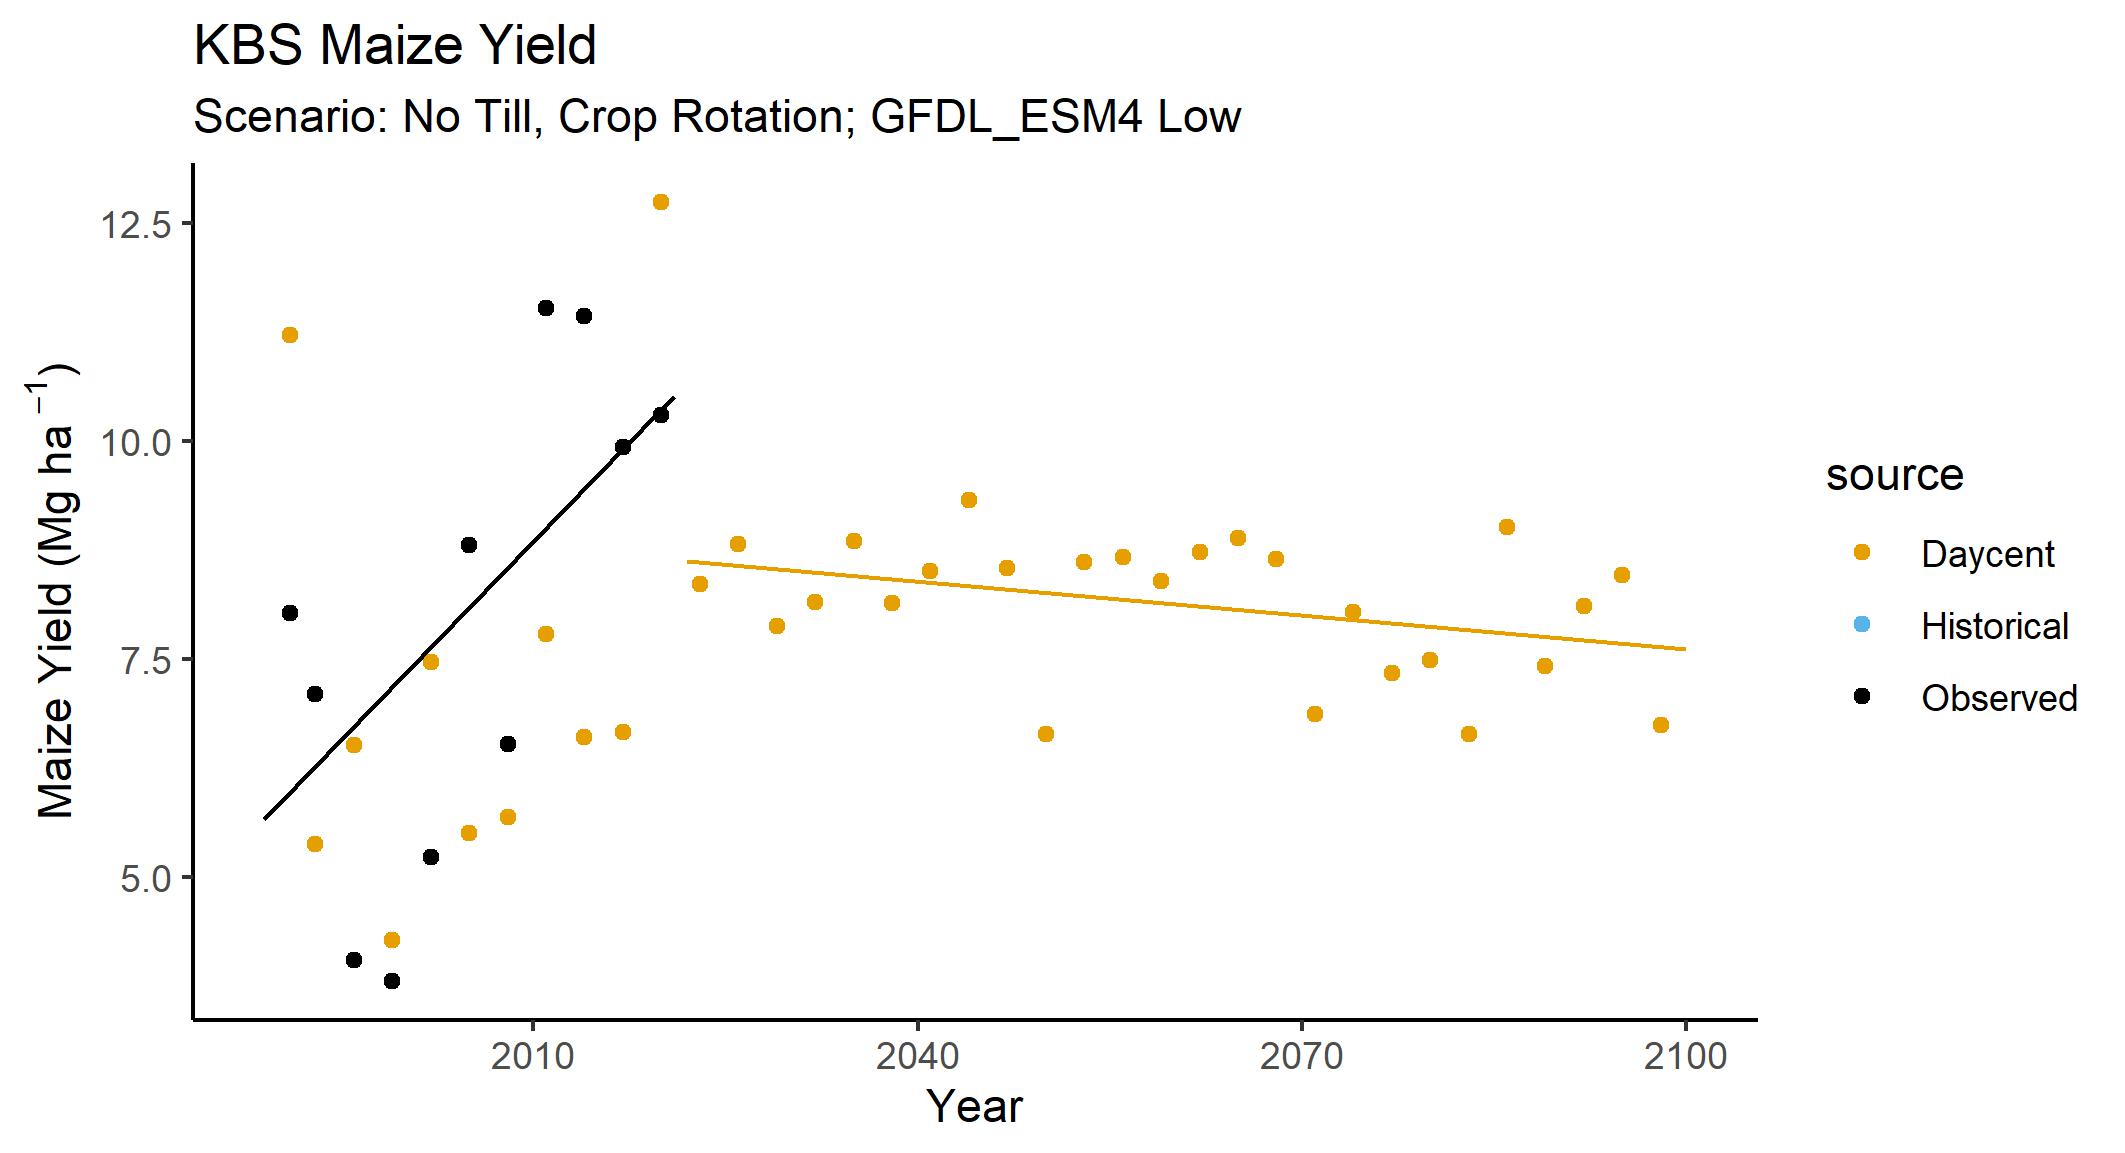 KBS Maize Yield
Scenario: No Till, Crop Rotation; GFDL_ESM4 Low
Maize Yield (Mg ha −1)
12.5
10.0
7.5
5.0
2010
2040
2070
2100
Year
source
Daycent
Historical
Observed